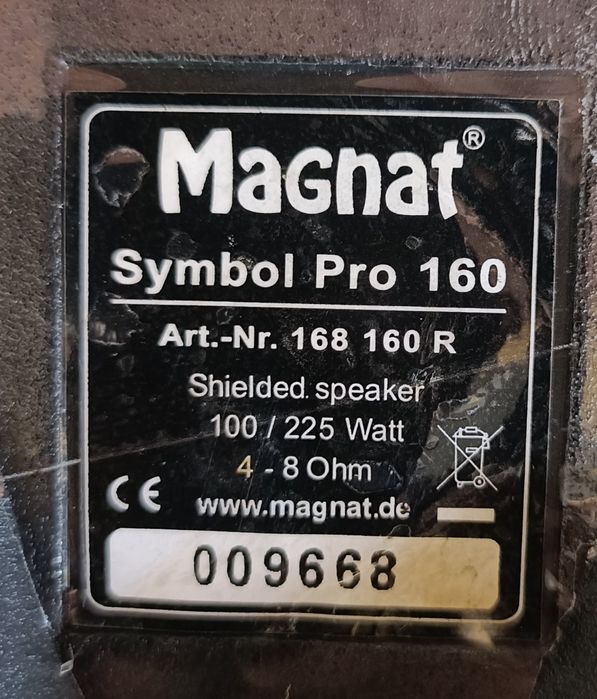 Magnat®
Symbol Pro 160
Art.-Nr. 168 160 R
Shielded speaker
100 / 225 Watt
4 - 8 Ohm
CE www.magnat.de
009668